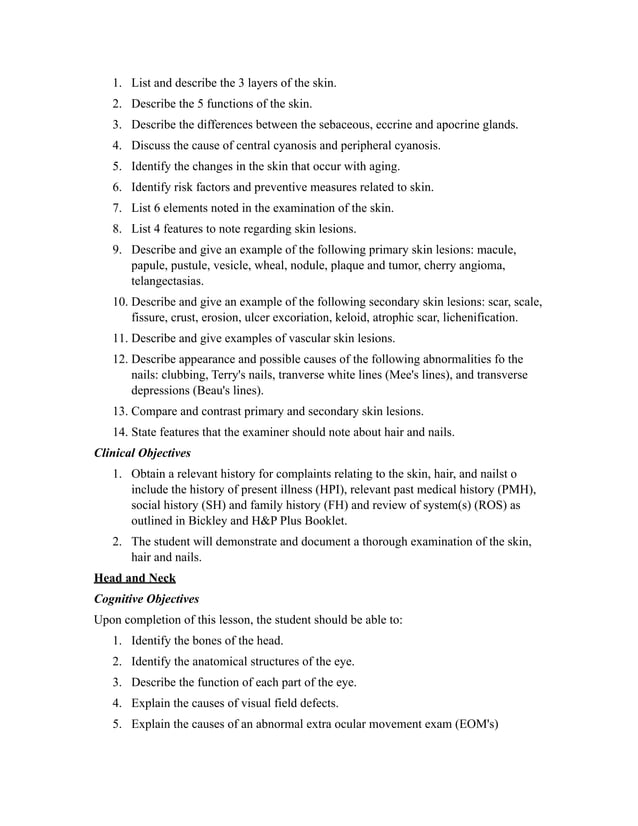 1. List and describe the 3 layers of the skin.
2. Describe the 5 functions of the skin.
3. Describe the differences between the sebaceous, eccrine and apocrine glands.
4. Discuss the cause of central cyanosis and peripheral cyanosis.
5. Identify the changes in the skin that occur with aging.
6. Identify risk factors and preventive measures related to skin.
7. List 6 elements noted in the examination of the skin.
8. List 4 features to note regarding skin lesions.
9. Describe and give an example of the following primary skin lesions: macule,
papule, pustule, vesicle, wheal, nodule, plaque and tumor, cherry angioma,
telangectasias.
10. Describe and give an example of the following secondary skin lesions: scar, scale,
fissure, crust, erosion, ulcer excoriation, keloid, atrophic scar, lichenification.
11. Describe and give examples of vascular skin lesions.
12. Describe appearance and possible causes of the following abnormalities fo the
nails: clubbing, Terry's nails, tranverse white lines (Mee's lines), and transverse
depressions (Beau's lines).
13. Compare and contrast primary and secondary skin lesions.
14. State features that the examiner should note about hair and nails.
Clinical Objectives
1. Obtain a relevant history for complaints relating to the skin, hair, and nailst o
include the history of present illness (HPI), relevant past medical history (PMH),
social history (SH) and family history (FH) and review of system(s) (ROS) as
outlined in Bickley and H&P Plus Booklet.
2. The student will demonstrate and document a thorough examination of the skin,
hair and nails.
Head and Neck
Cognitive Objectives
Upon completion of this lesson, the student should be able to:
1. Identify the bones of the head.
2. Identify the anatomical structures of the eye.
3. Describe the function of each part of the eye.
4. Explain the causes of visual field defects.
5. Explain the causes of an abnormal extra ocular movement exam (EOM's)